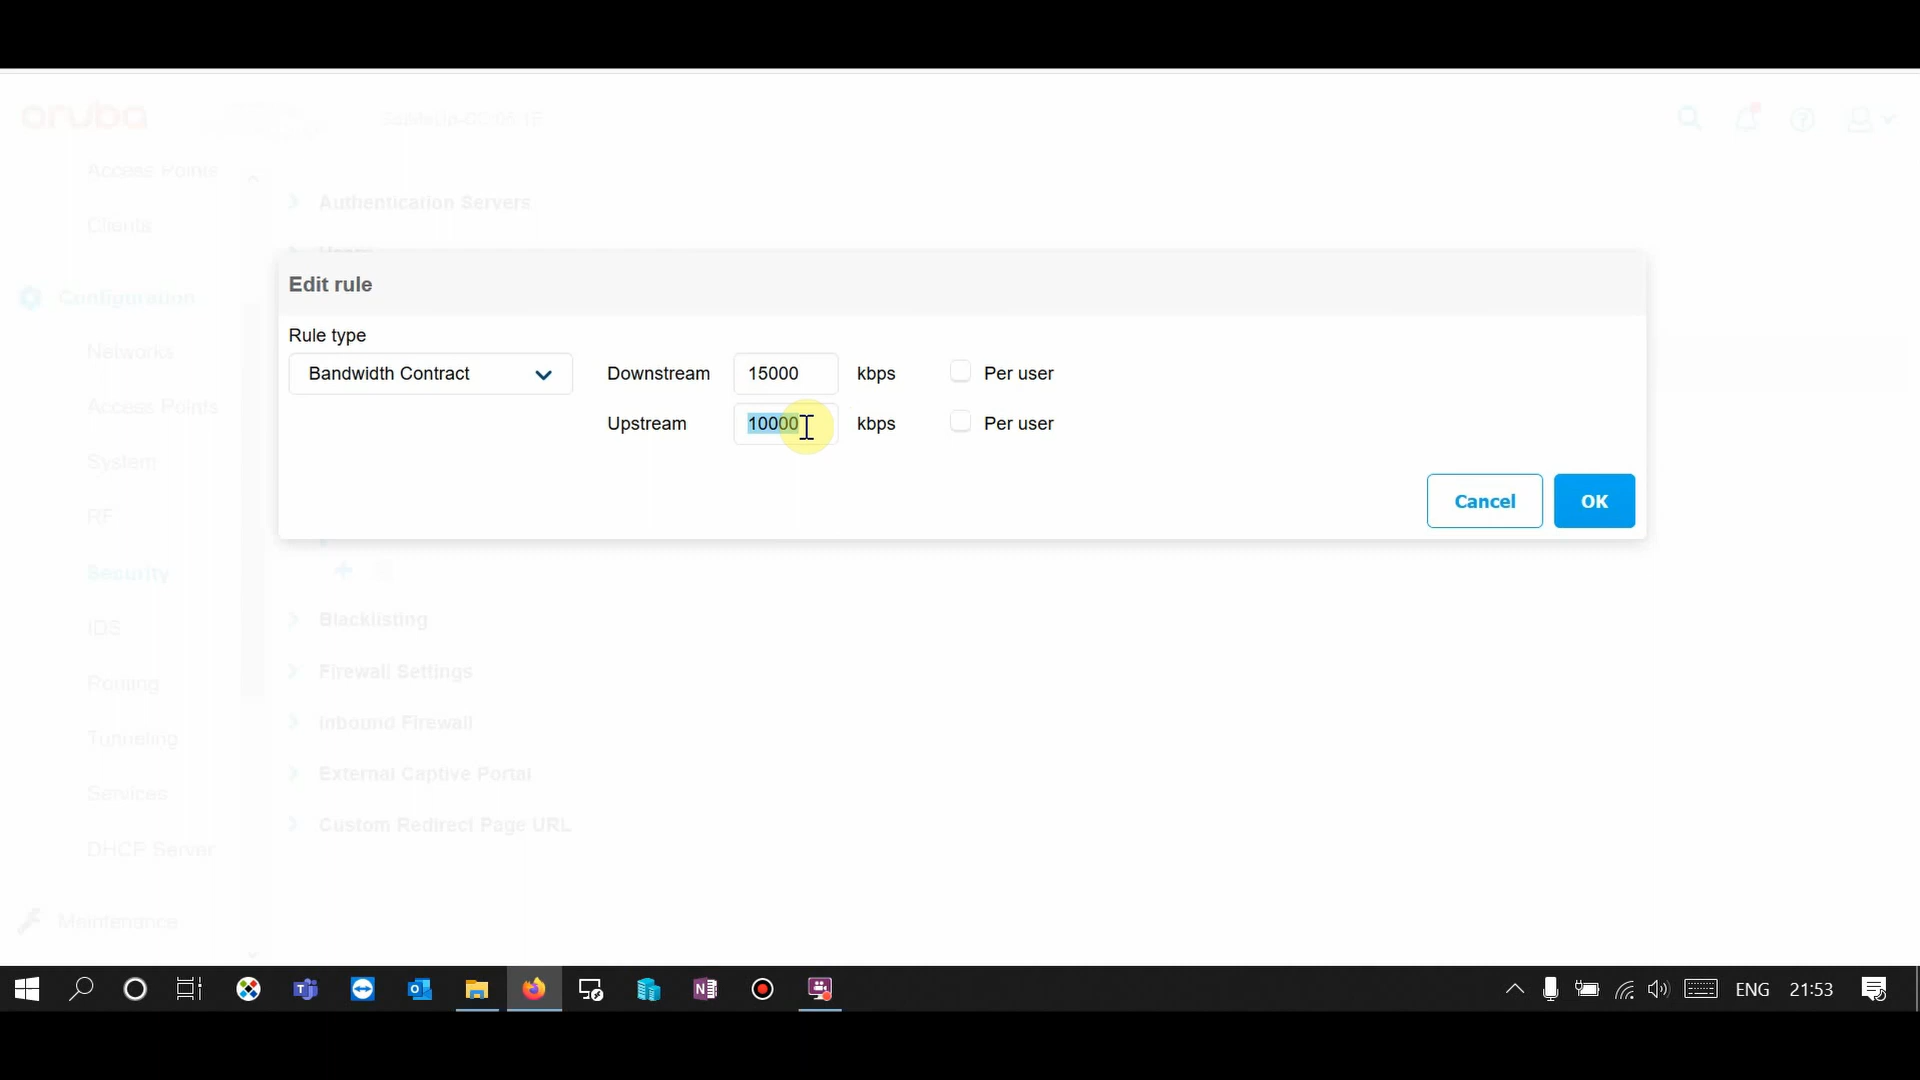 aruba
Access Points
Authentication Servers
Clients
Edit rule
Configuration
Rule type
Bandwidth Contract
Downstream 15000 kbps Per user
Upstream 10000 kbps Per user
Networks
Access Points
System
Cancel OK
RF
Security
IDS
Blacklisting
Routing
Firewall Settings
Tunneling
Inbound Firewall
Services
External Captive Portal
DHCP Server
Custom Redirect Page URL
Maintenance
ENG 21:53